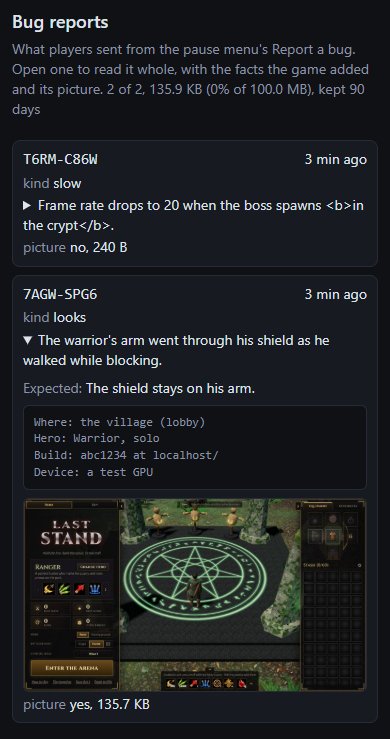 Bug reports
What players sent from the pause menu's Report a bug.
Open one to read it whole, with the facts the game added
and its picture. 2 of 2, 135.9 KB (0% of 100.0 MB), kept 90
days
T6RM-C86W 3 min ago
kind slow
▶ Frame rate drops to 20 when the boss spawns <b>in
the crypt</b>.
picture no, 240 B
7AGW-SPG6 3 min ago
kind looks
▼ The warrior's arm went through his shield as he
walked while blocking.
Expected: The shield stays on his arm.
Where: the village (lobby)
Hero: Warrior, solo
Build: abc1234 at localhost/
Device: a test GPU
LAST
STAND
RANGER
ENTER THE ARENA
picture yes, 135.7 KB